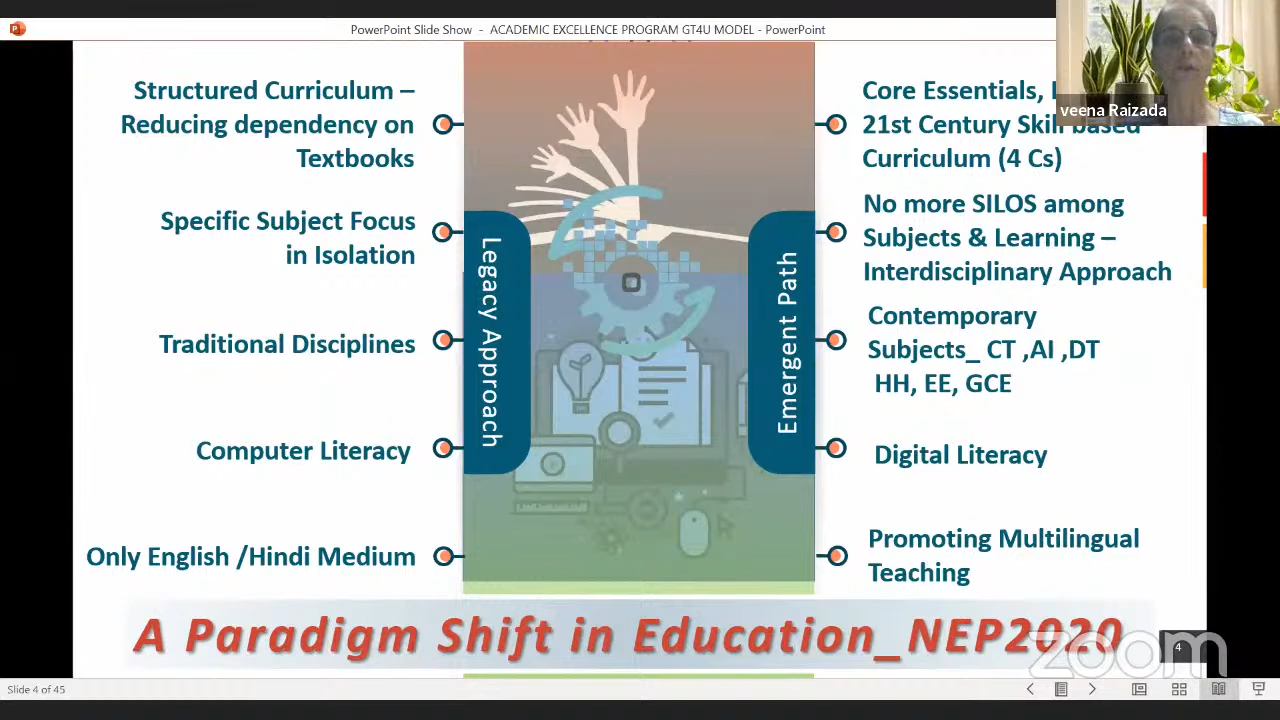 PowerPoint Slide Show - ACADEMIC EXCELLENCE PROGRAM GT4U MODEL - PowerPoint
veena Raizada
Structured Curriculum –
Reducing dependency on
Textbooks
Specific Subject Focus
in Isolation
Traditional Disciplines
Computer Literacy
Only English /Hindi Medium
Legacy Approach
Emergent Path
Core Essentials,
21st Century Skill based
Curriculum (4 Cs)
No more SILOS among
Subjects & Learning –
Interdisciplinary Approach
Contemporary
Subjects_ CT ,AI ,DT
HH, EE, GCE
Digital Literacy
Promoting Multilingual
Teaching
A Paradigm Shift in Education_NEP2020
zoom
4
Slide 4 of 45